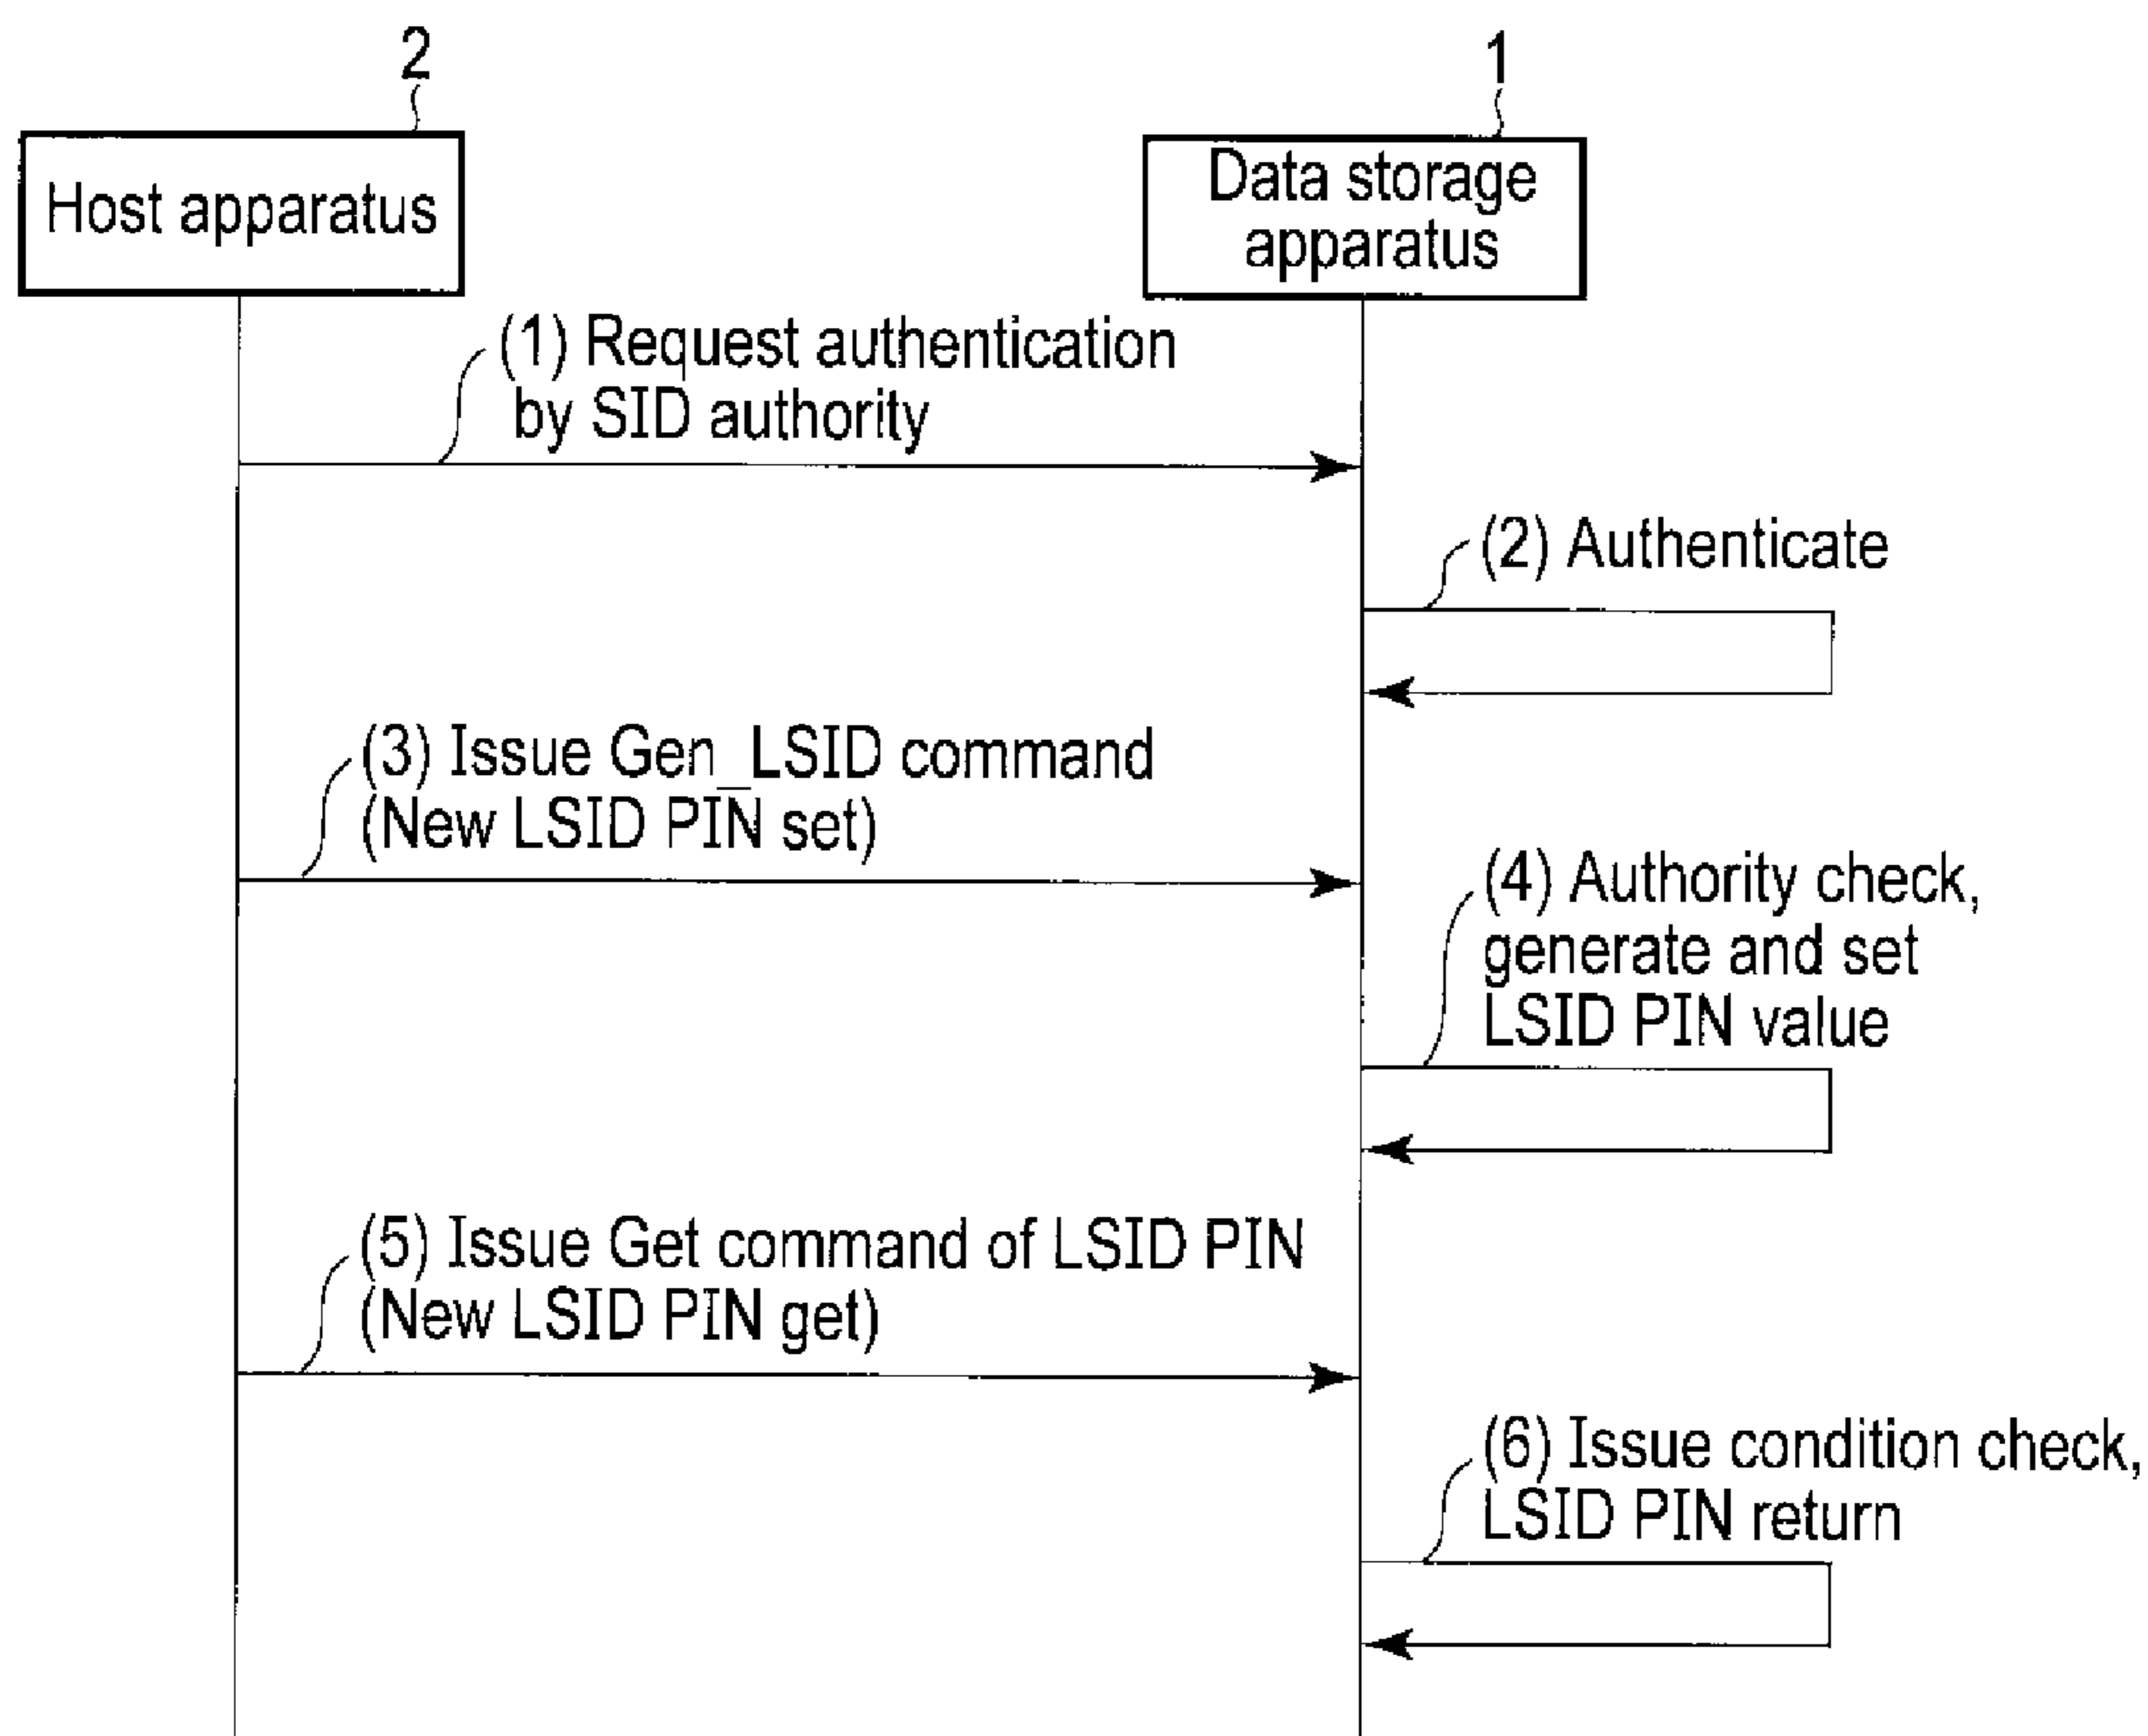 2
1
Host apparatus
Data storage
apparatus
(1) Request authentication
by SID authority
(2) Authenticate
(3) Issue Gen_LSID command
(New LSID PIN set)
(4) Authority check,
generate and set
LSID PIN value
(5) Issue Get command of LSID PIN
(New LSID PIN get)
(6) Issue condition check,
LSID PIN return